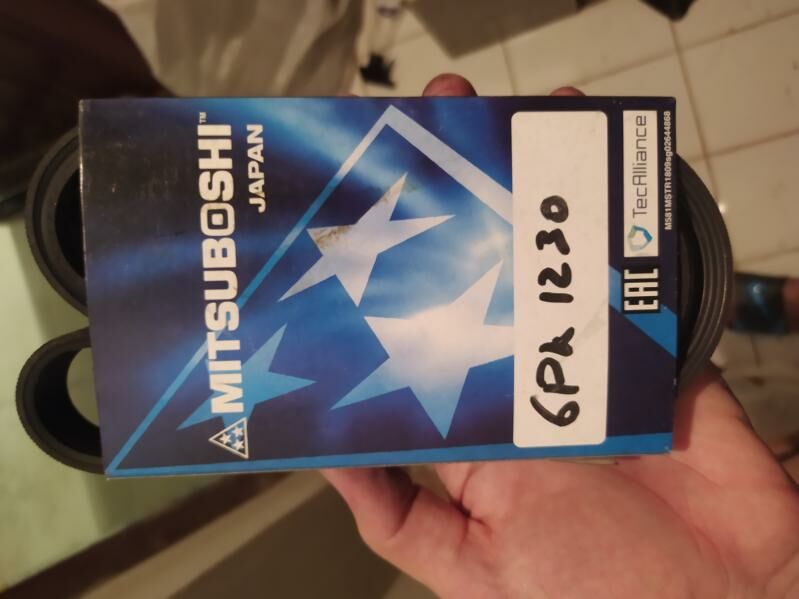 MITSUBOSHI™
JAPAN
6PK 1230
TecAlliance
EAC
M581MSTR1809sg02644868